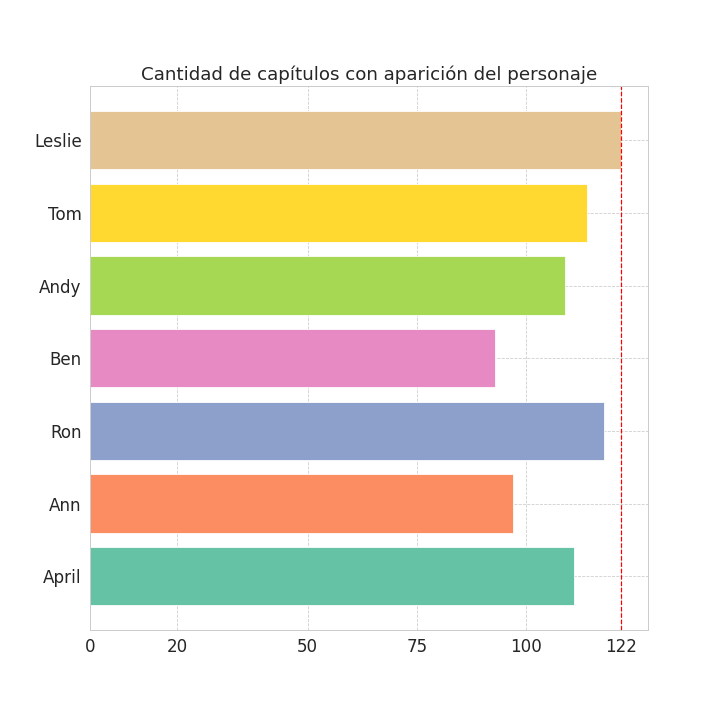 Cantidad de capítulos con aparición del personaje
Leslie
Tom
Andy
Ben
Ron
Ann
April
0 20 50 75 100 122